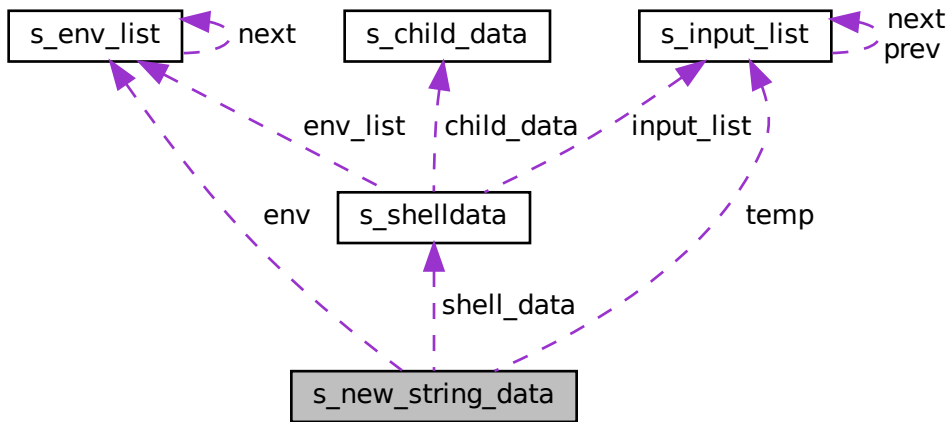 s_env_list
next
s_child_data
s_input_list
next
prev
env_list
child_data
input_list
env
s_shelldata
temp
shell_data
s_new_string_data